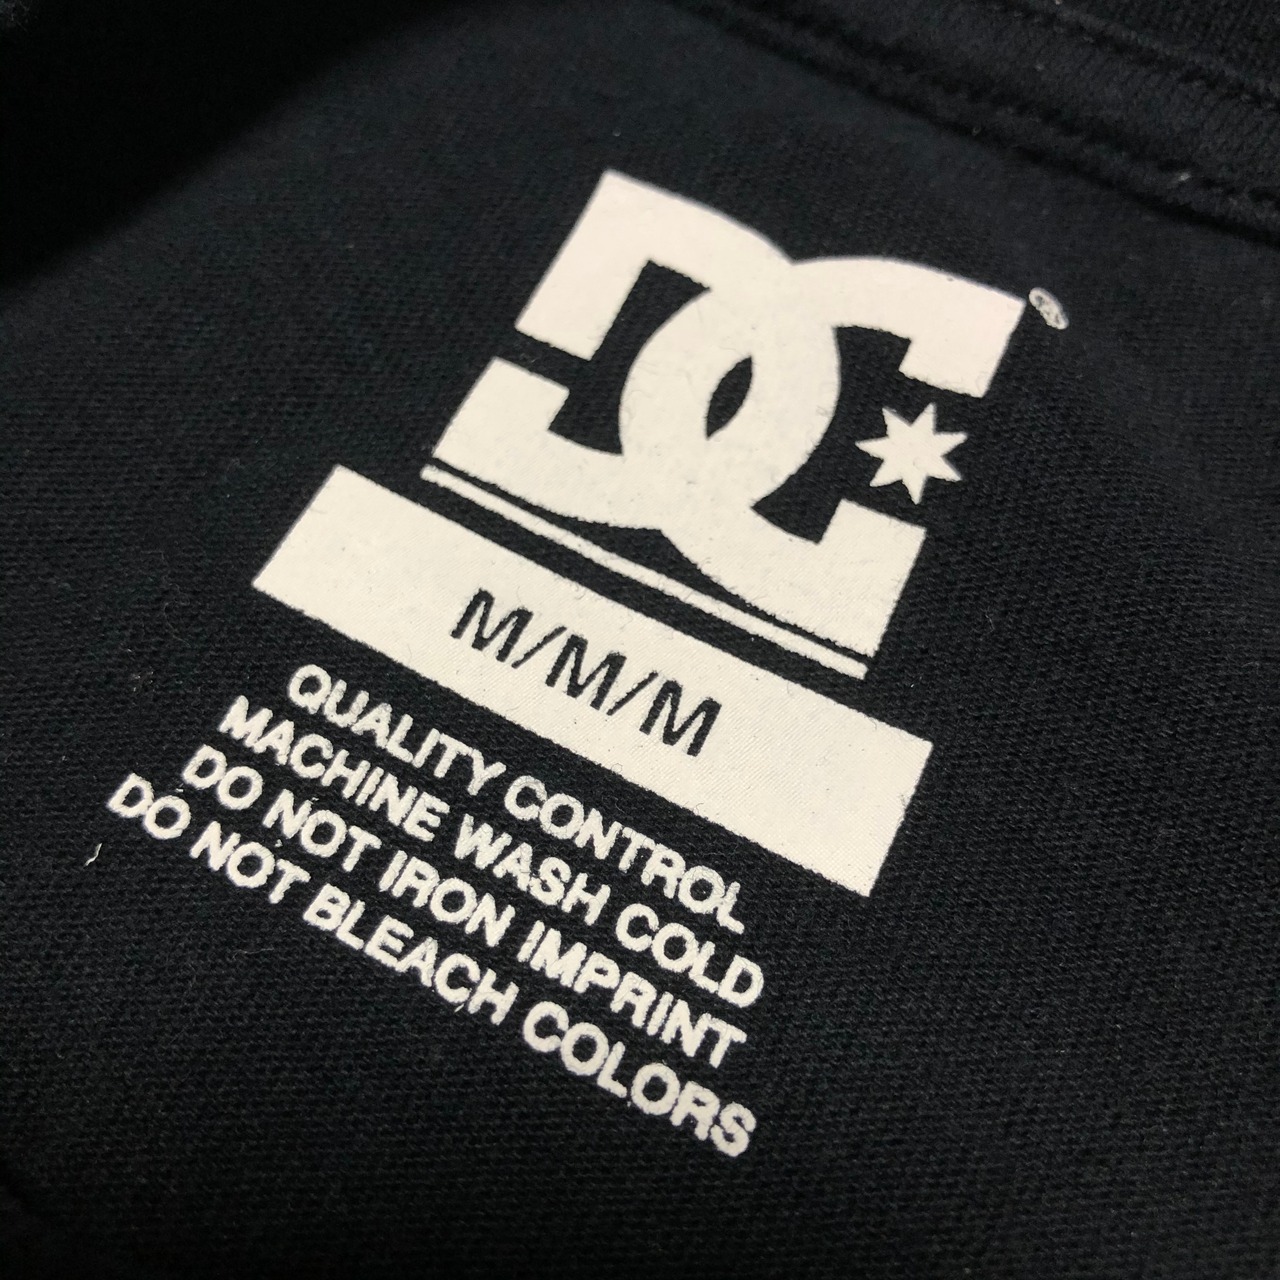 DC®
M/M/M
QUALITY CONTROL
MACHINE WASH COLD
DO NOT IRON IMPRINT
DO NOT BLEACH COLORS